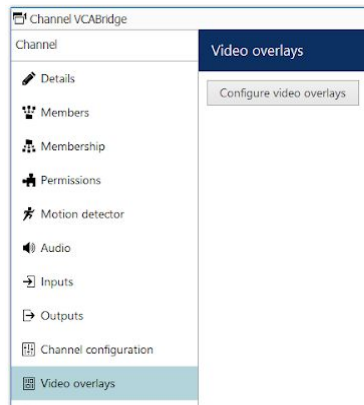 Channel VCABridge
Channel
Video overlays
Configure video overlays
Details
Members
Membership
Permissions
Motion detector
Audio
Inputs
Outputs
Channel configuration
Video overlays